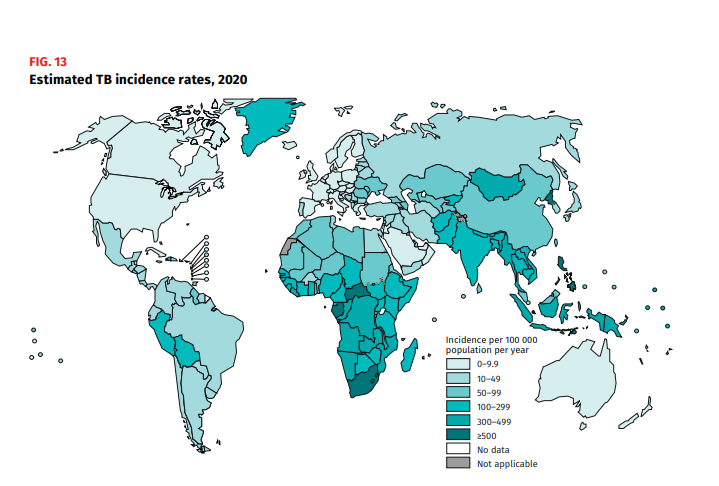 FIG. 13
Estimated TB incidence rates, 2020
Incidence per 100 000
population per year
0–9.9
10–49
50–99
100–299
300–499
≥500
No data
Not applicable